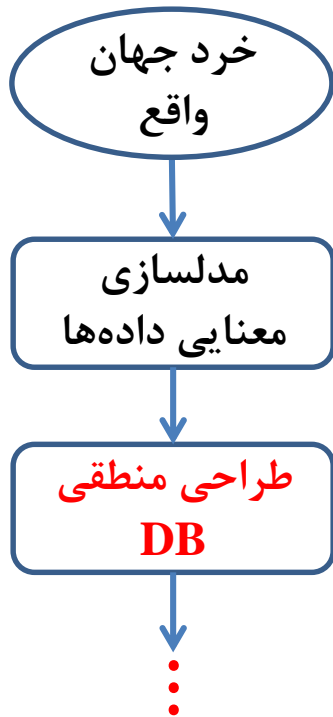 خرد جهان
واقع
مدلسازی
معنایی داده‌ها
طراحی منطقی
DB